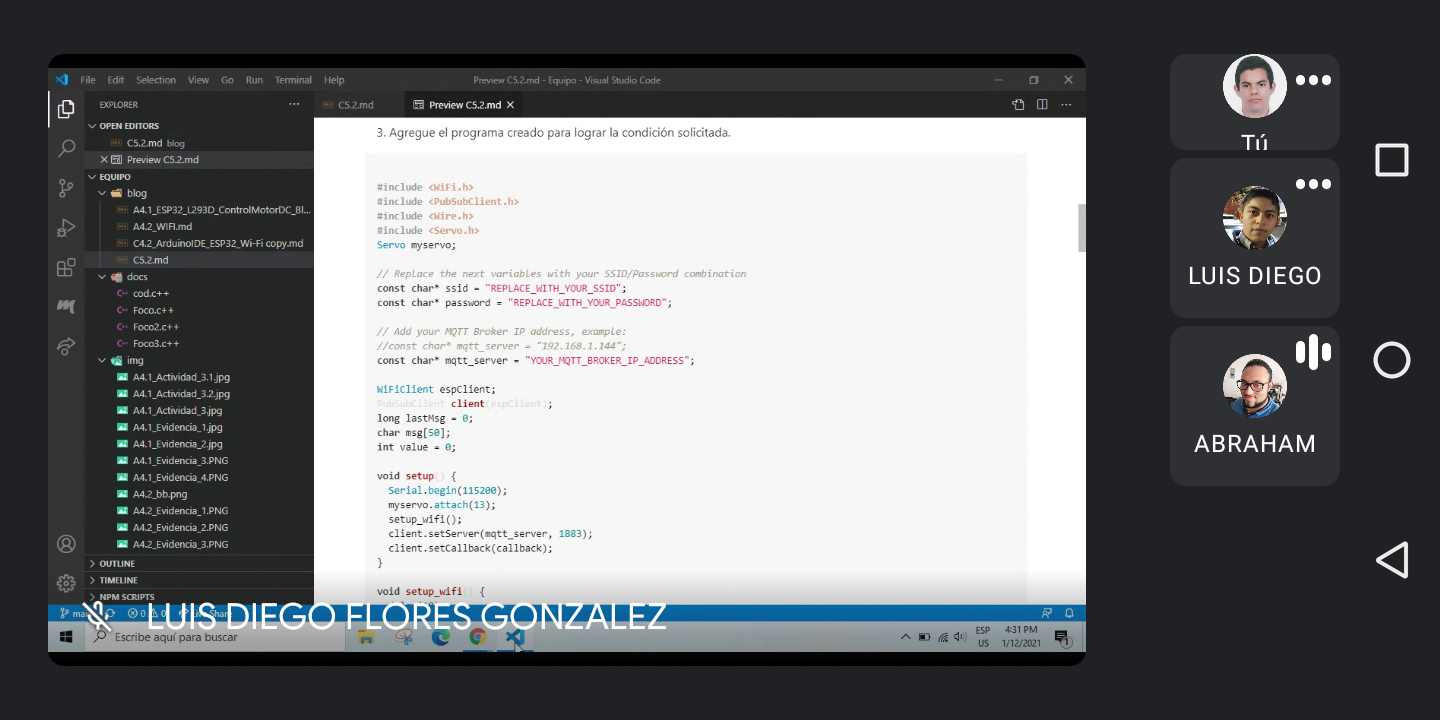 File Edit Selection View Go Run Terminal Help
Preview C5.2.md - Equipo - Visual Studio Code
EXPLORER
OPEN EDITORS
C5.2.md blog
Preview C5.2.md
EQUIPO
blog
A4.1_ESP32_L293D_ControlMotorDC_Bl...
A4.2_WIFI.md
C4.2_ArduinoIDE_ESP32_Wi-Fi copy.md
C5.2.md
docs
cod.c++
Foco.c++
Foco2.c++
Foco3.c++
img
A4.1_Actividad_3.1.jpg
A4.1_Actividad_3.2.jpg
A4.1_Actividad_3.jpg
A4.1_Evidencia_1.jpg
A4.1_Evidencia_2.jpg
A4.1_Evidencia_3.PNG
A4.1_Evidencia_4.PNG
A4.2_bb.png
A4.2_Evidencia_1.PNG
A4.2_Evidencia_2.PNG
A4.2_Evidencia_3.PNG
OUTLINE
TIMELINE
NPM SCRIPTS
C5.2.md
Preview C5.2.md
3. Agregue el programa creado para lograr la condición solicitada.
#include <WiFi.h>
#include <PubSubClient.h>
#include <Wire.h>
#include <Servo.h>
Servo myservo;
// Replace the next variables with your SSID/Password combination
const char* ssid = "REPLACE_WITH_YOUR_SSID";
const char* password = "REPLACE_WITH_YOUR_PASSWORD";
// Add your MQTT Broker IP address, example:
//const char* mqtt_server = "192.168.1.144";
const char* mqtt_server = "YOUR_MQTT_BROKER_IP_ADDRESS";
WiFiClient espClient;
PubSubClient client(espClient);
long lastMsg = 0;
char msg[50];
int value = 0;
void setup() {
Serial.begin(115200);
myservo.attach(13);
setup_wifi();
client.setServer(mqtt_server, 1883);
client.setCallback(callback);
}
void setup_wifi() {
LUIS DIEGO FLORES GONZALEZ
Escribe aquí para buscar
ESP
US
4:31 PM
1/12/2021
1
Tú
LUIS DIEGO
ABRAHAM